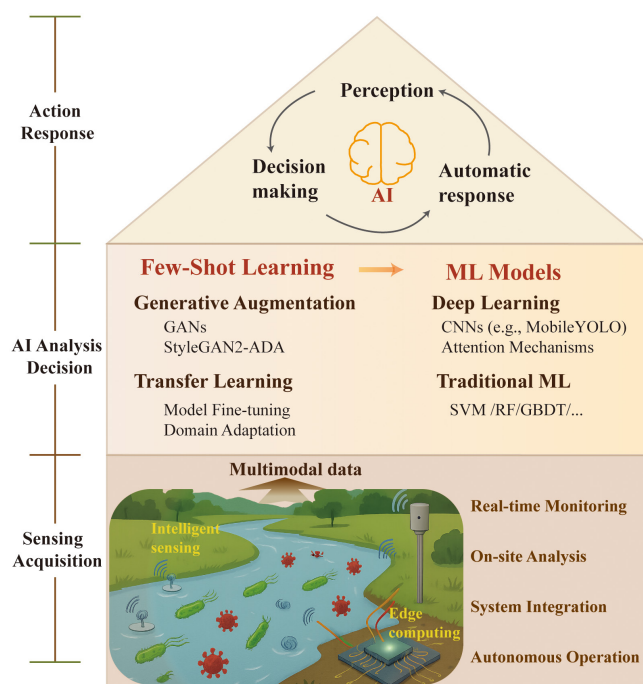 Action
Response
Perception
Decision
making
AI
Automatic
response
AI Analysis
Decision
Few-Shot Learning
Generative Augmentation
GANs
StyleGAN2-ADA
Transfer Learning
Model Fine-tuning
Domain Adaptation
ML Models
Deep Learning
CNNs (e.g., MobileYOLO)
Attention Mechanisms
Traditional ML
SVM /RF/GBDT/...
Sensing
Acquisition
Multimodal data
Intelligent
sensing
Edge
computing
Real-time Monitoring
On-site Analysis
System Integration
Autonomous Operation